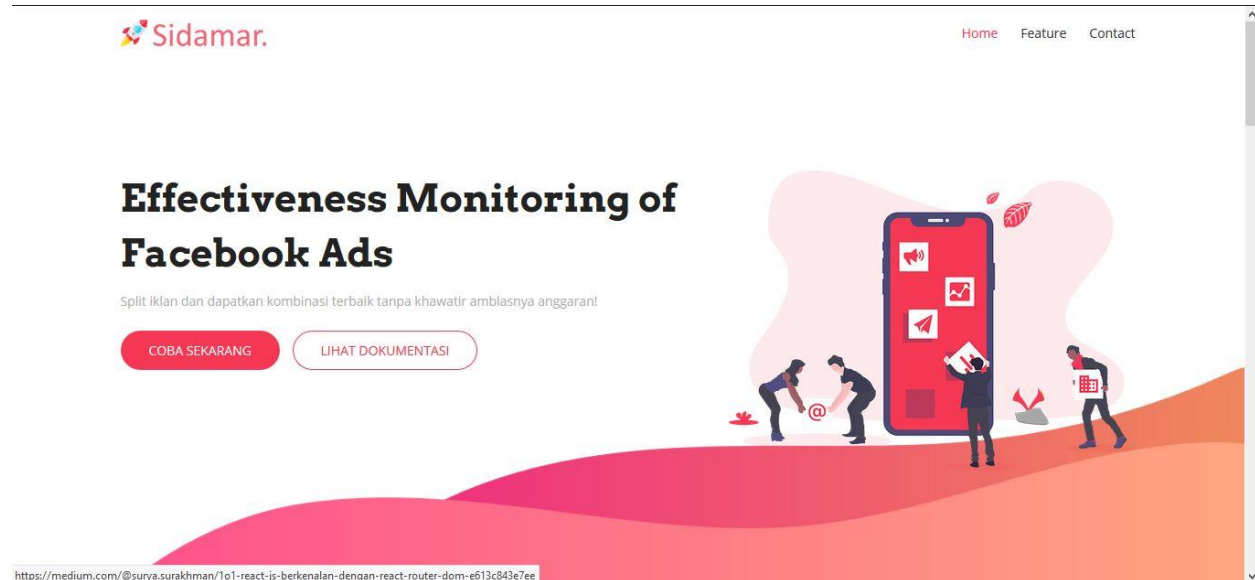 Sidamar.
Home Feature Contact
Effectiveness Monitoring of
Facebook Ads
Split iklan dan dapatkan kombinasi terbaik tanpa khawatir amblasnya anggaran!
COBA SEKARANG LIHAT DOKUMENTASI
@
https://medium.com/@surya.surakhman/1o1-react-js-berkenalan-dengan-react-router-dom-e613c843e7ee